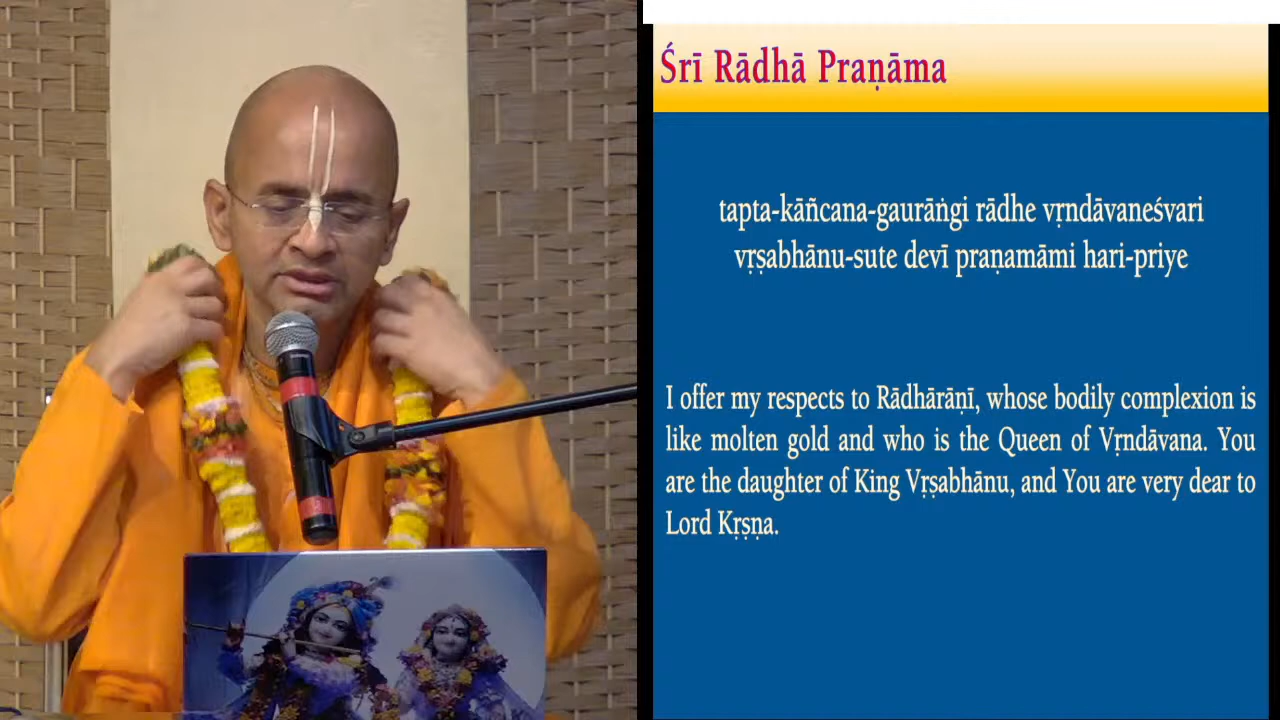 Śrī Rādhā Praṇāma
tapta-kāñcana-gaurāṅgi rādhe vṛndāvaneśvari
vṛṣabhānu-sute devī praṇamāmi hari-priye
I offer my respects to Rādhārāṇī, whose bodily complexion is
like molten gold and who is the Queen of Vṛndāvana. You
are the daughter of King Vṛṣabhānu, and You are very dear to
Lord Kṛṣṇa.